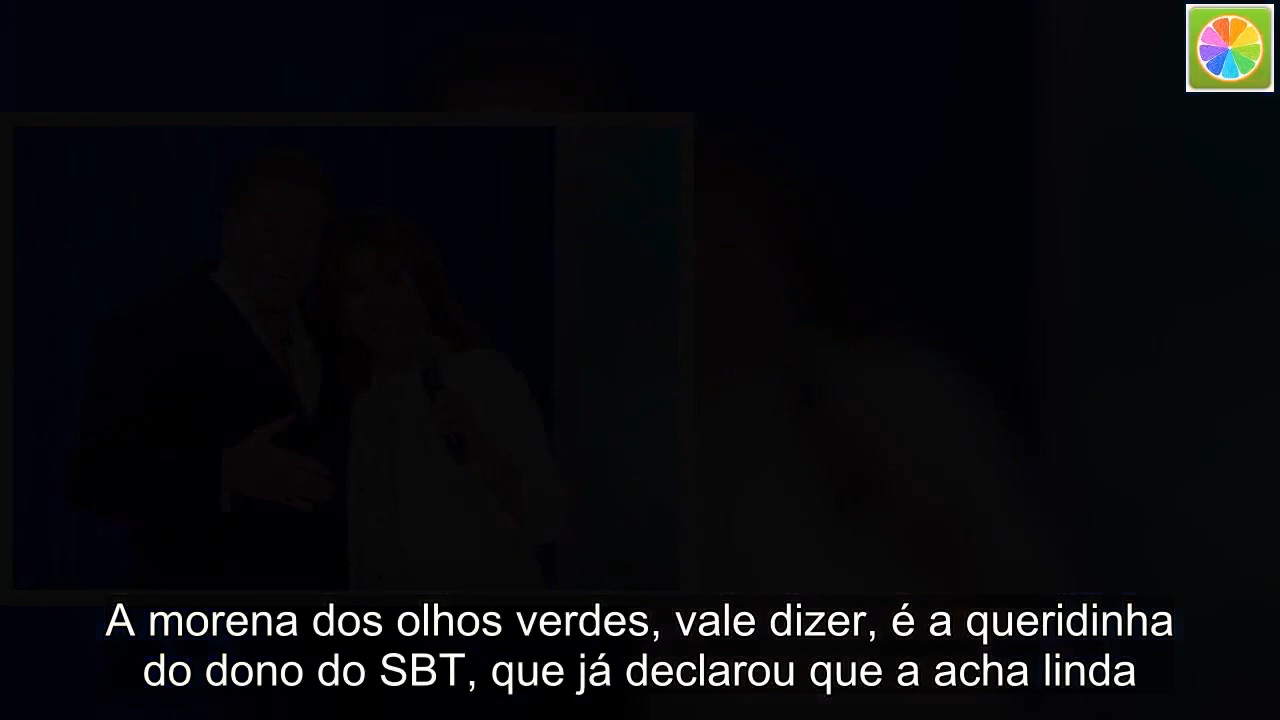 A morena dos olhos verdes, vale dizer, é a queridinha
do dono do SBT, que já declarou que a acha linda